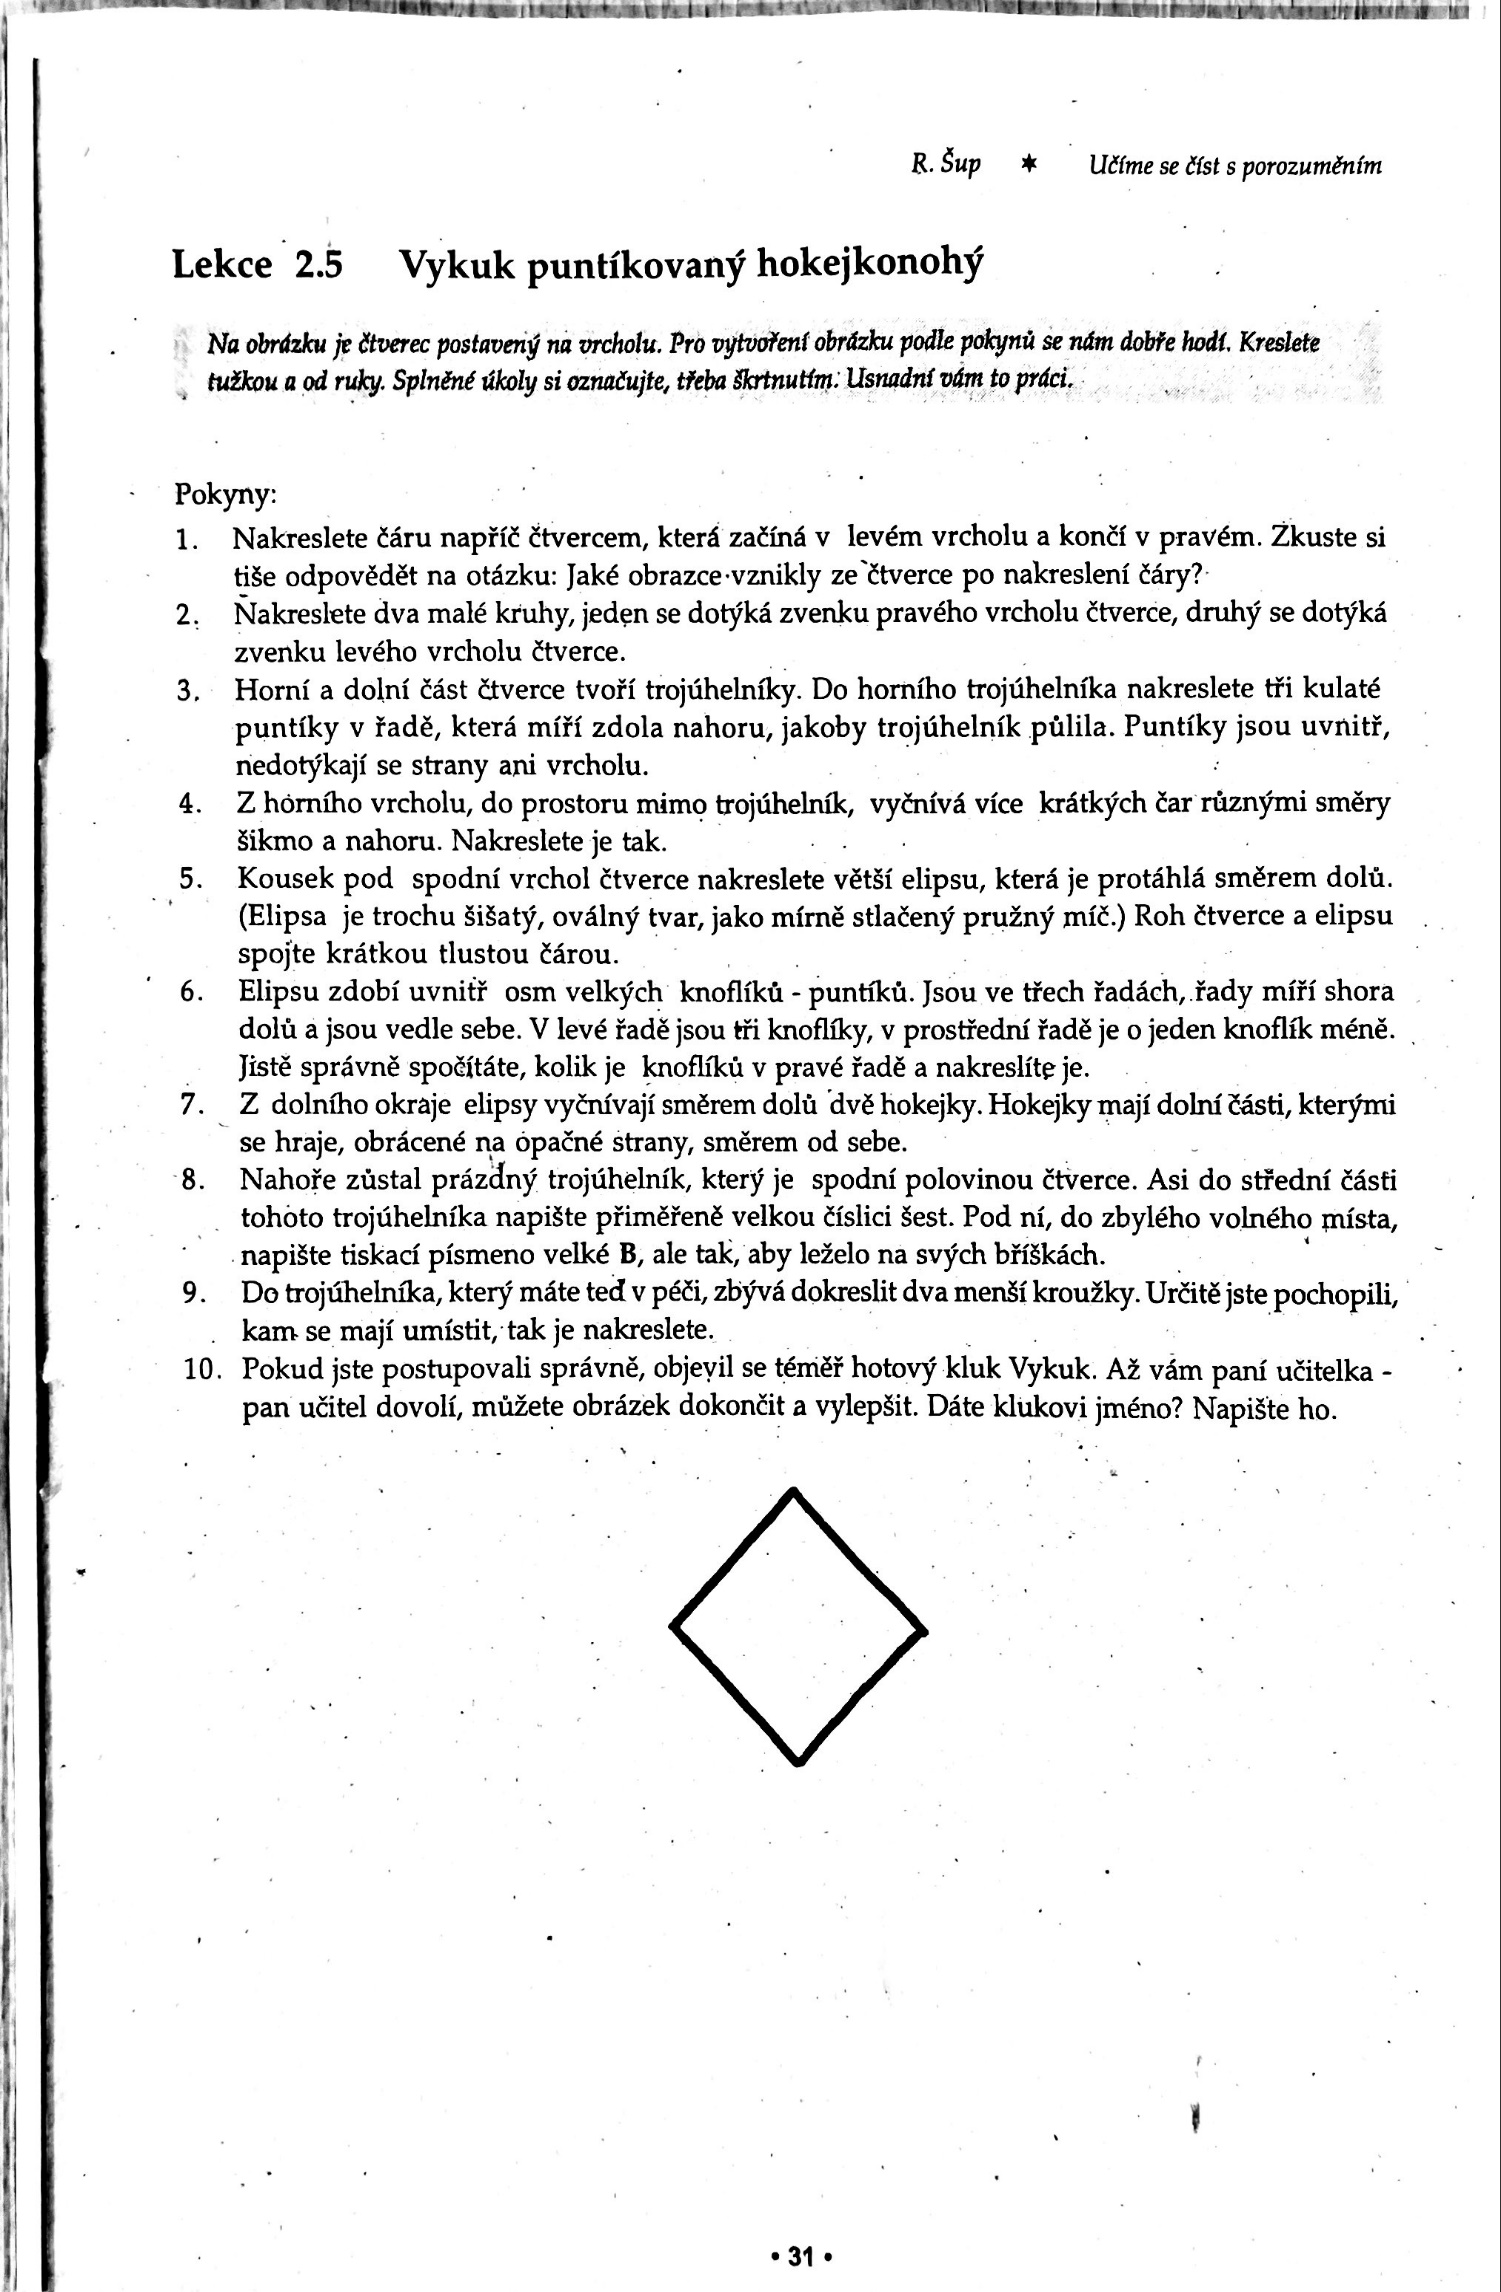 R. Šup ✶ Učíme se číst s porozuměním
Lekce 2.5 Vykuk puntíkovaný hokejkonohý
Na obrázku je čtverec postavený na vrcholu. Pro vytvoření obrázku podle pokynů se nám dobře hodí. Kreslete
tužkou a od ruky. Splněné úkoly si označujte, třeba škrtnutím. Usnadní vám to práci.
Pokyny:
1. Nakreslete čáru napříč čtvercem, která začíná v levém vrcholu a končí v pravém. Zkuste si
tiše odpovědět na otázku: Jaké obrazce vznikly ze čtverce po nakreslení čáry?
2. Nakreslete dva malé kruhy, jeden se dotýká zvenku pravého vrcholu čtverce, druhý se dotýká
zvenku levého vrcholu čtverce.
3. Horní a dolní část čtverce tvoří trojúhelníky. Do horního trojúhelníka nakreslete tři kulaté
puntíky v řadě, která míří zdola nahoru, jakoby trojúhelník půlila. Puntíky jsou uvnitř,
nedotýkají se strany ani vrcholu.
4. Z horního vrcholu, do prostoru mimo trojúhelník, vyčnívá více krátkých čar různými směry
šikmo a nahoru. Nakreslete je tak.
5. Kousek pod spodní vrchol čtverce nakreslete větší elipsu, která je protáhlá směrem dolů.
(Elipsa je trochu šišatý, oválný tvar, jako mírně stlačený pružný míč.) Roh čtverce a elipsu
spojte krátkou tlustou čárou.
6. Elipsu zdobí uvnitř osm velkých knoflíků - puntíků. Jsou ve třech řadách, řady míří shora
dolů a jsou vedle sebe. V levé řadě jsou tři knoflíky, v prostřední řadě je o jeden knoflík méně.
Jistě správně spočítáte, kolik je knoflíků v pravé řadě a nakreslíte je.
7. Z dolního okraje elipsy vyčnívají směrem dolů dvě hokejky. Hokejky mají dolní části, kterými
se hraje, obrácené na opačné strany, směrem od sebe.
8. Nahoře zůstal prázdný trojúhelník, který je spodní polovinou čtverce. Asi do střední části
tohoto trojúhelníka napište přiměřeně velkou číslici šest. Pod ní, do zbylého volného místa,
napište tiskací písmeno velké B, ale tak, aby leželo na svých bříškách.
9. Do trojúhelníka, který máte teď v péči, zbývá dokreslit dva menší kroužky. Určitě jste pochopili,
kam se mají umístit, tak je nakreslete.
10. Pokud jste postupovali správně, objevil se téměř hotový kluk Vykuk. Až vám paní učitelka -
pan učitel dovolí, můžete obrázek dokončit a vylepšit. Dáte klukovi jméno? Napište ho.
• 31 •